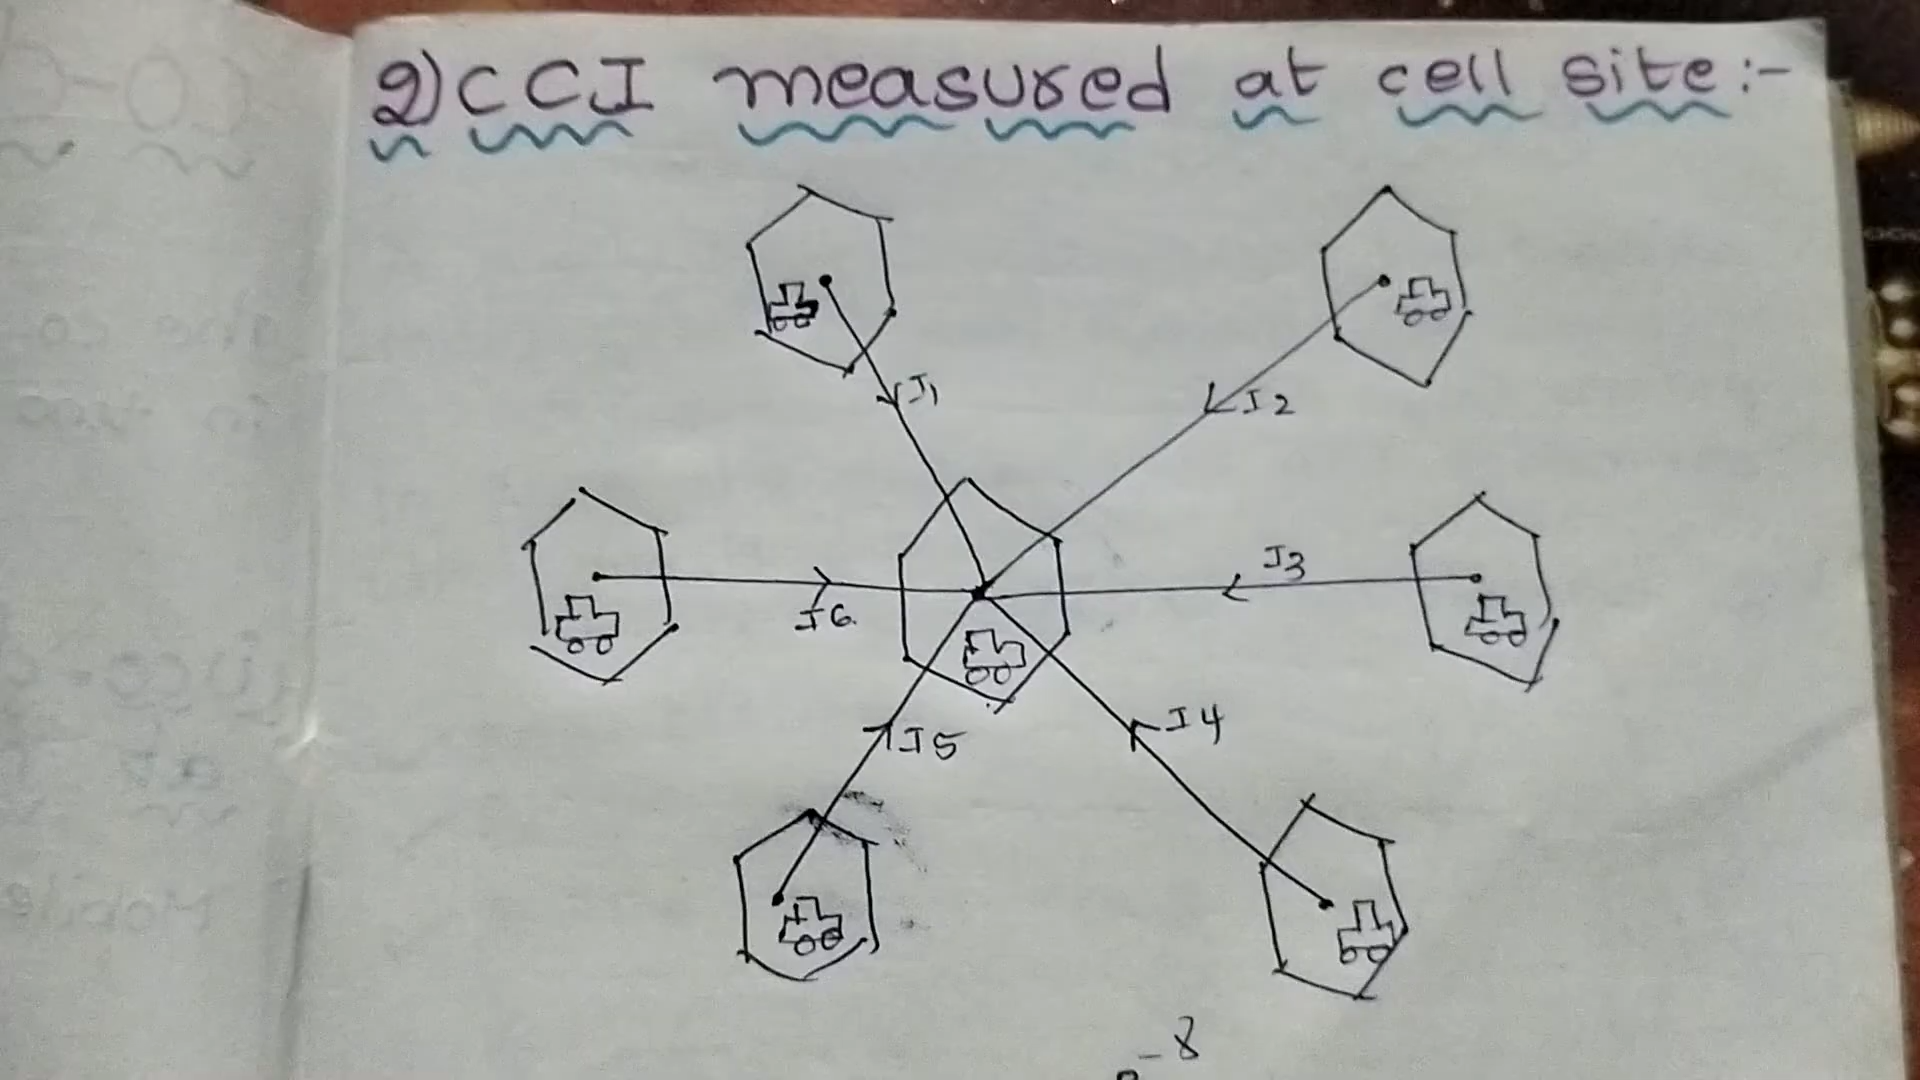 2) CCI measured at cell site:-
I1
I2
I3
I6.
I4
I5
-8